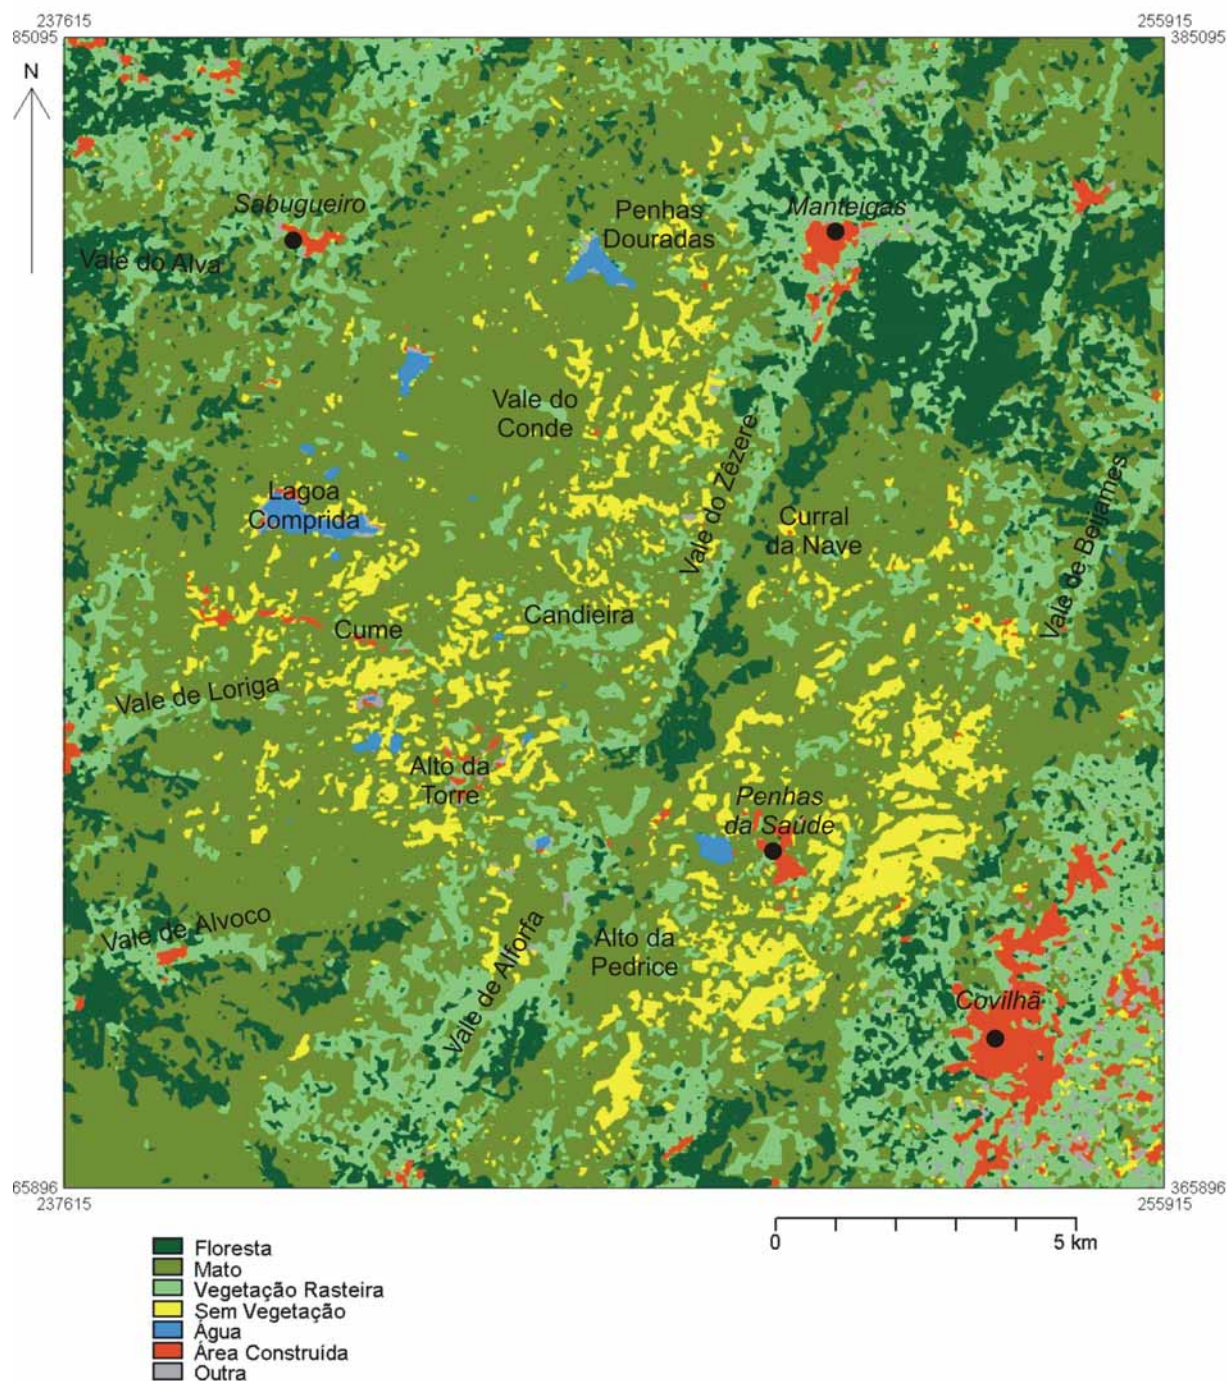 237615
255915
85095
385095
N
Sabugueiro
Penhas
Douradas
Manteigas
Vale do Alva
Vale do
Conde
Vale do Zêzere
Vale de Beijames
Lagoa
Comprida
Curral
da Nave
Candieira
Cume
Vale de Loriga
Alto da
Torre
Penhas
da Saúde
Vale de Alvoco
Vale de Alforfa
Alto da
Pedrice
Covilhã
65896
365896
237615
255915
0
5 km
Floresta
Mato
Vegetação Rasteira
Sem Vegetação
Água
Área Construída
Outra